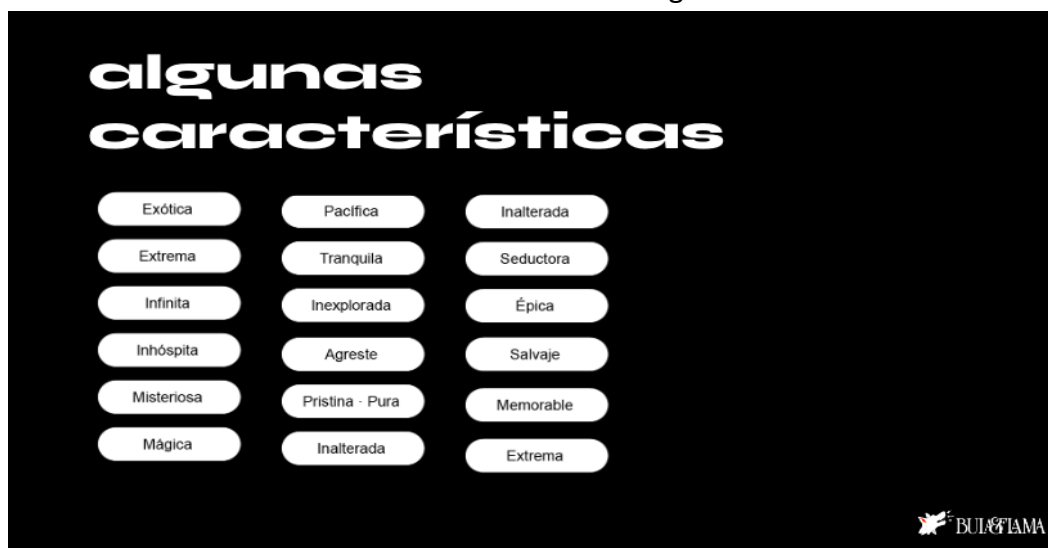 algunas
características
Exótica
Extrema
Infinita
Inhóspita
Misteriosa
Mágica
Pacífica
Tranquila
Inexplorada
Agreste
Pristina - Pura
Inalterada
Inalterada
Seductora
Épica
Salvaje
Memorable
Extrema